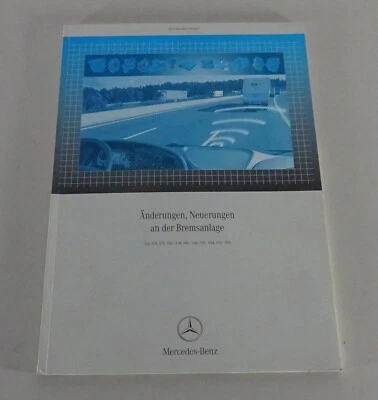 Änderungen, Neuerungen
an der Bremsanlage
Mercedes-Benz